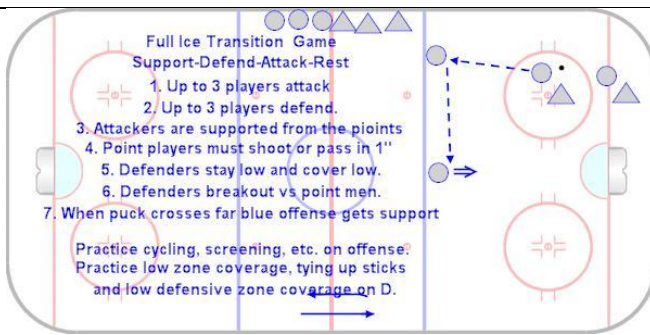 Full Ice Transition Game
Support-Defend-Attack-Rest
1. Up to 3 players attack
2. Up to 3 players defend.
3. Attackers are supported from the pioints
4. Point players must shoot or pass in 1"
5. Defenders stay low and cover low.
6. Defenders breakout vs point men.
7. When puck crosses far blue offense gets support
Practice cycling, screening, etc. on offense.
Practice low zone coverage, tying up sticks
and low defensive zone coverage on D.